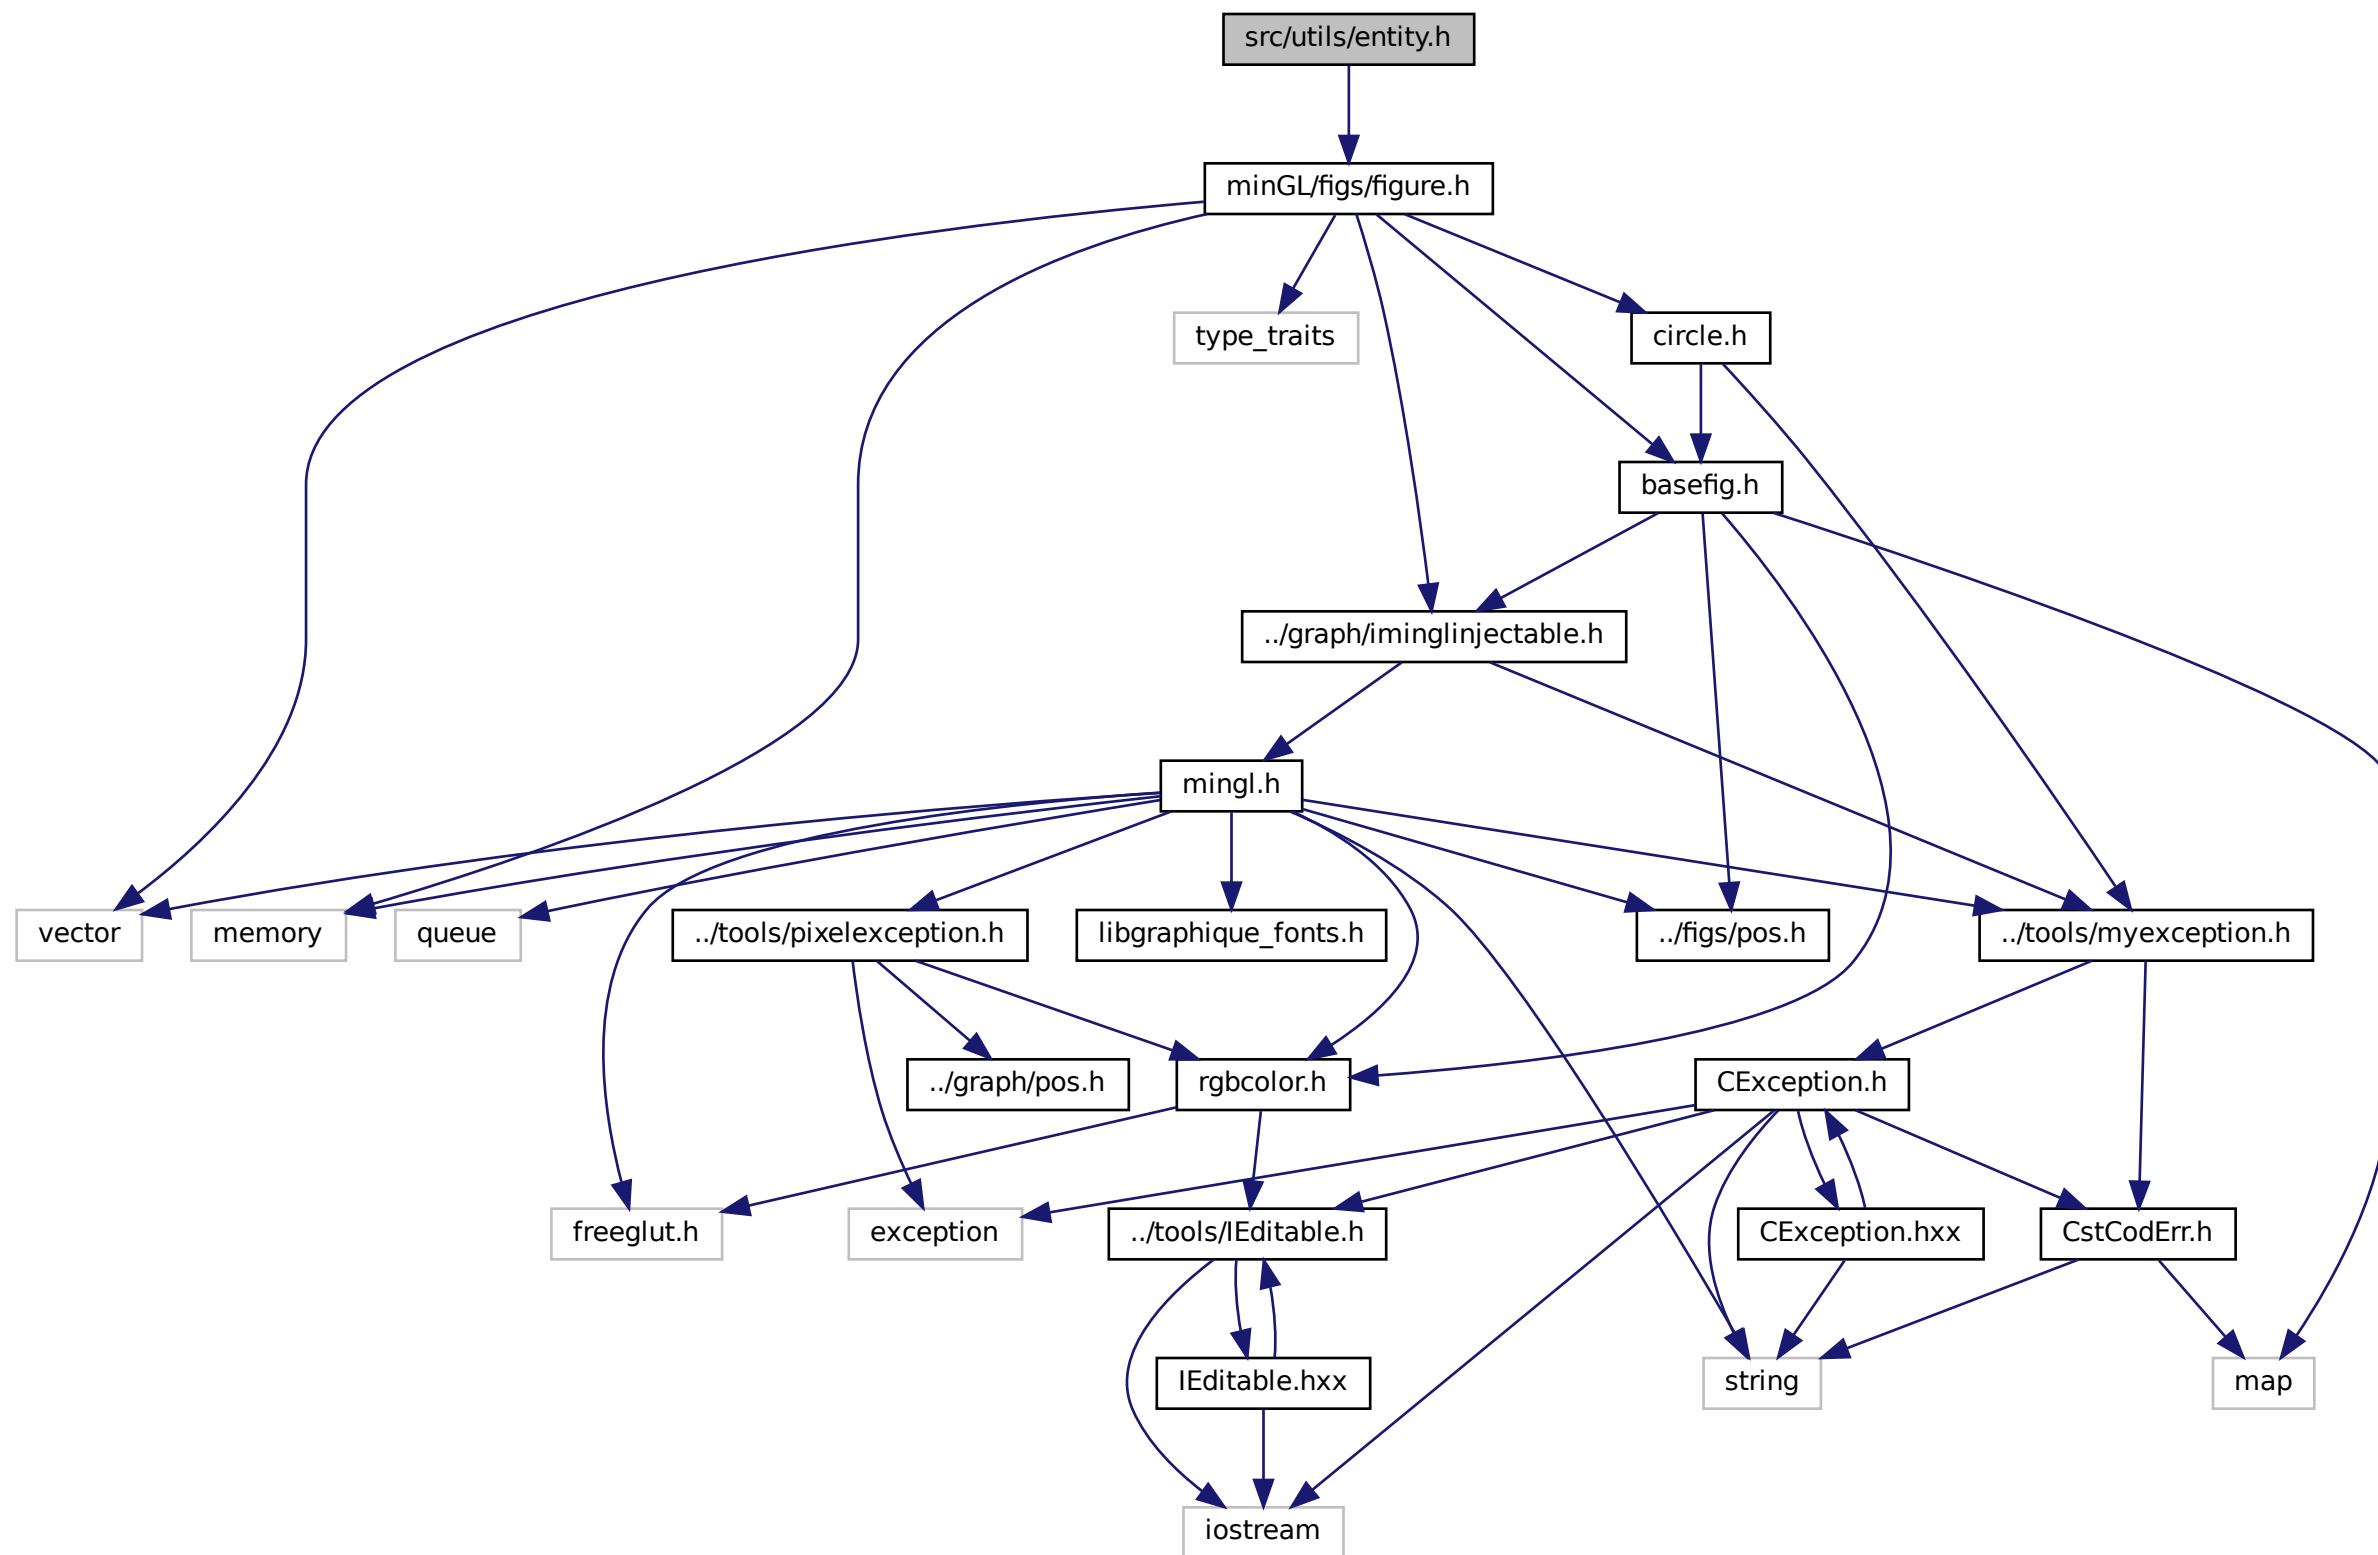 src/utils/entity.h
minGL/figs/figure.h
type_traits
circle.h
basefig.h
../graph/iminglinjectable.h
mingl.h
vector
memory
queue
../tools/pixelexception.h
libgraphique_fonts.h
../figs/pos.h
../tools/myexception.h
../graph/pos.h
rgbcolor.h
CException.h
freeglut.h
exception
../tools/IEditable.h
CException.hxx
CstCodErr.h
IEditable.hxx
string
map
iostream